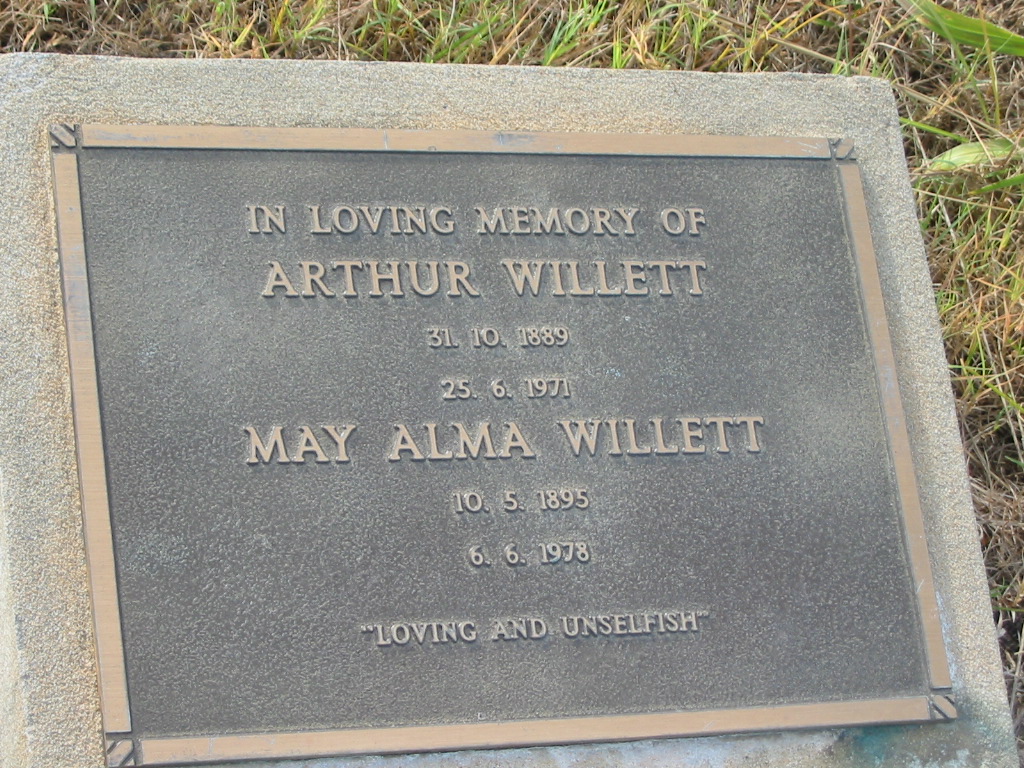 IN LOVING MEMORY OF
ARTHUR WILLETT
31. 10. 1889
25. 6. 1971
MAY ALMA WILLETT
10. 5. 1895
6. 6. 1978
"LOVING AND UNSELFISH"